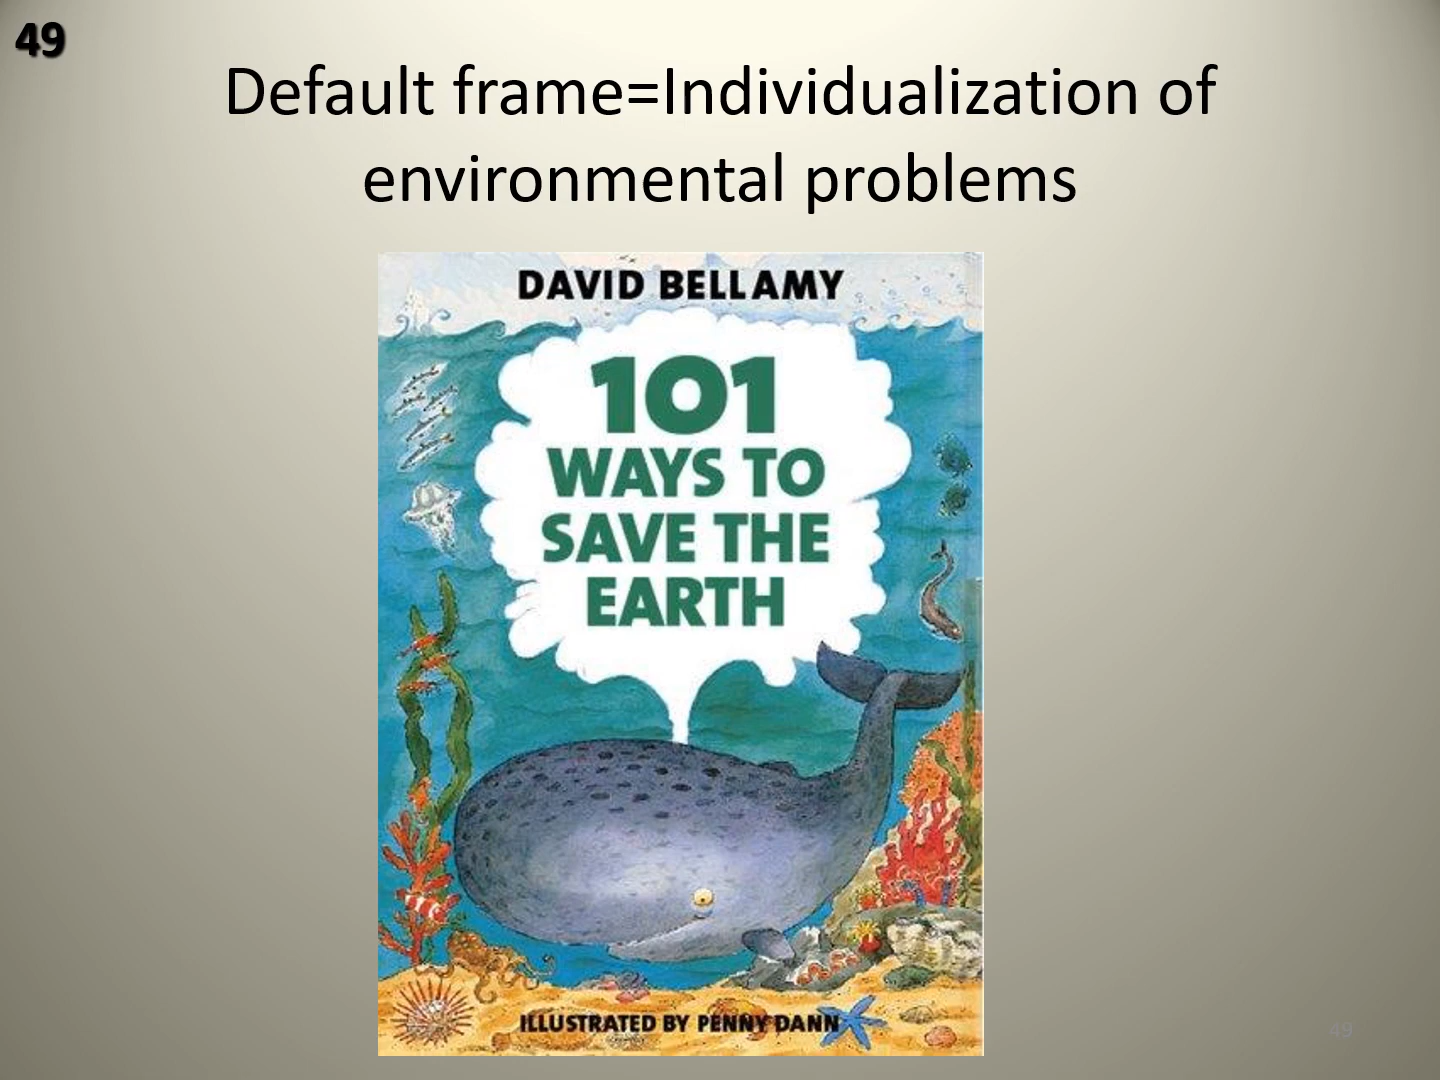 49
Default frame=Individualization of
environmental problems
DAVID BELLAMY
101
WAYS TO
SAVE THE
EARTH
ILLUSTRATED BY PENNY DANN
49